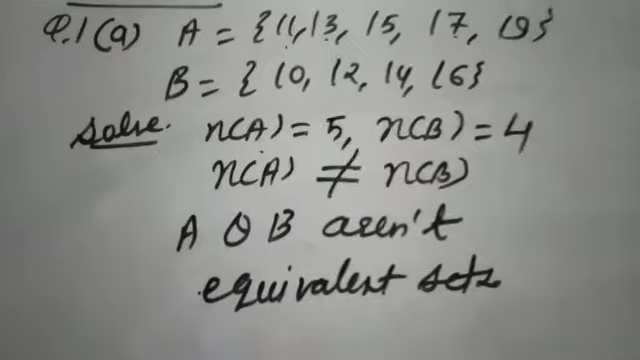 Q.1(a) A = {11, 13, 15, 17, 19}
B = { 10, 12, 14, 16}
Solve. n(A) = 5, n(B) = 4
n(A) ≠ n(B)
A & B aren't
equivalent sets